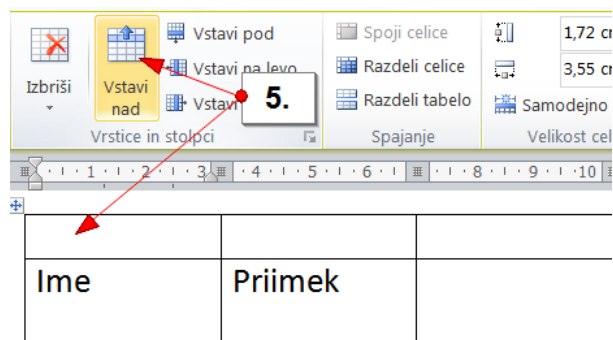 Izbriši
Vstavi nad
Vstavi pod
Vstavi na levo
Vstavi
5.
Vrstice in stolpci
Spoji celice
Razdeli celice
Razdeli tabelo
Spajanje
1,72 cm
3,55 cm
Samodejno
Velikost cel
1 2 3 4 5 6 8 9 10
Ime Priimek